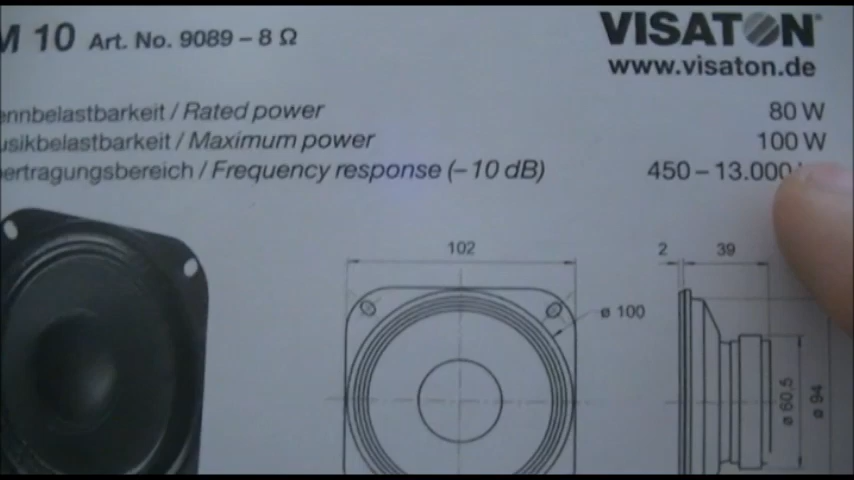 M 10 Art. No. 9089 – 8 Ω
VISATON
www.visaton.de
ennbelastbarkeit / Rated power 80 W
usikbelastbarkeit / Maximum power 100 W
ertragungsbereich / Frequency response (– 10 dB) 450 – 13.000
102
2 39
ø 100
ø 60,5
ø 94